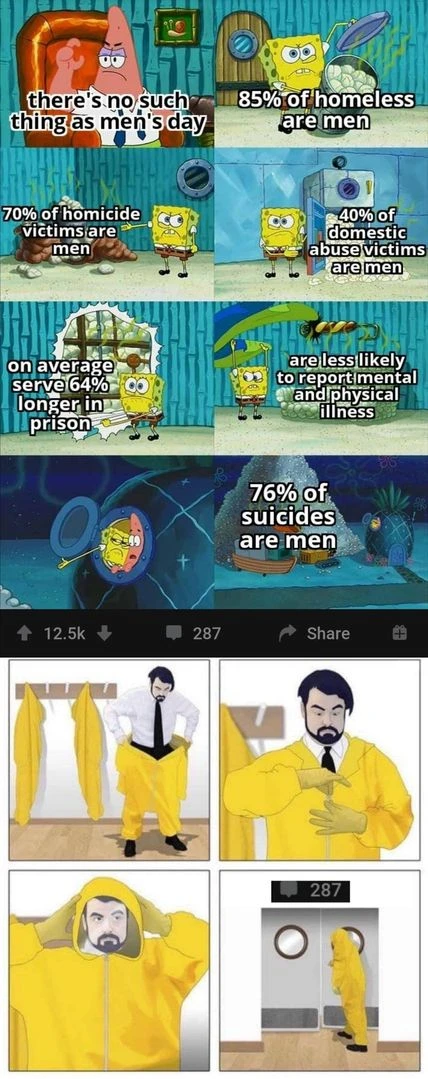 there's no such
thing as men's day
85% of homeless
are men
70% of homicide
victims are
men
40% of
domestic
abuse victims
are men
on average
serve 64%
longer in
prison
are less likely
to report mental
and physical
illness
76% of
suicides
are men
12.5k
287
Share
287